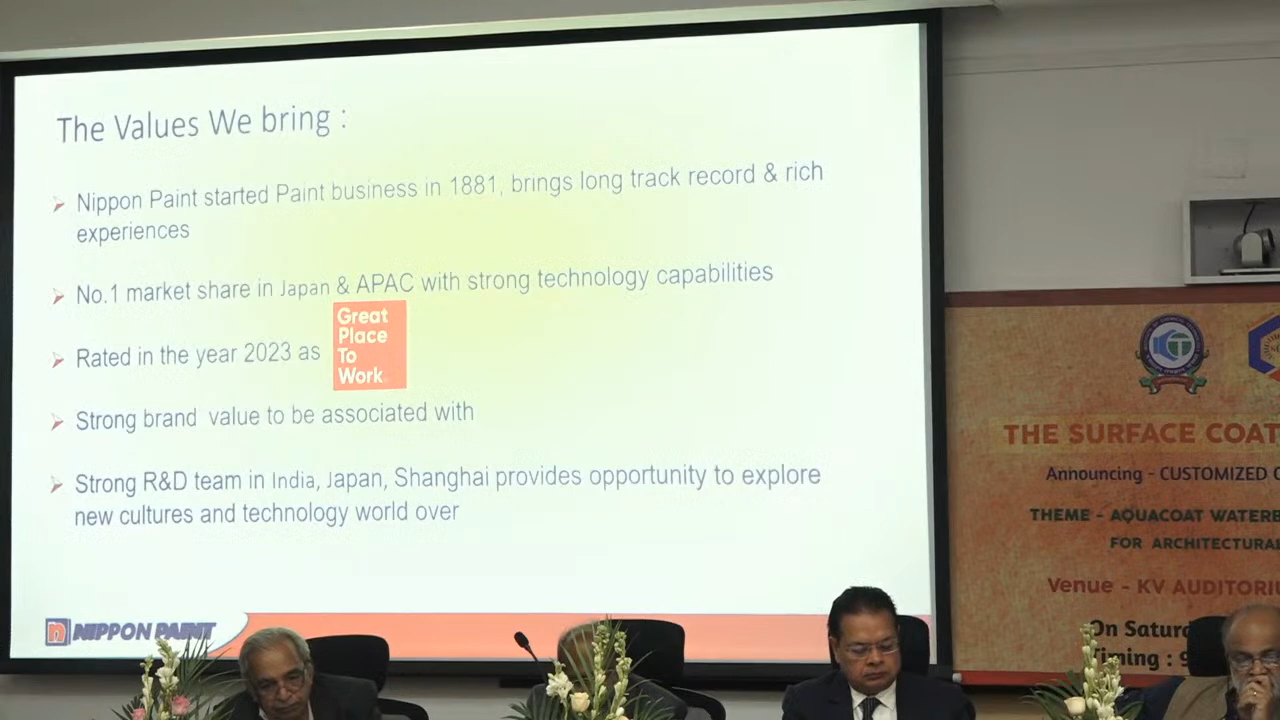 The Values We bring :
Nippon Paint started Paint business in 1881, brings long track record & rich
experiences
No.1 market share in Japan & APAC with strong technology capabilities
Great
Place
To
Work.
Rated in the year 2023 as
Strong brand value to be associated with
Strong R&D team in India, Japan, Shanghai provides opportunity to explore
new cultures and technology world over
n NIPPON PAINT
THE SURFACE COAT
Announcing - CUSTOMIZED
THEME - AQUACOAT WATERB
FOR ARCHITECTURAL
Venue - KV AUDITORIU
On Saturd
Timing : 9